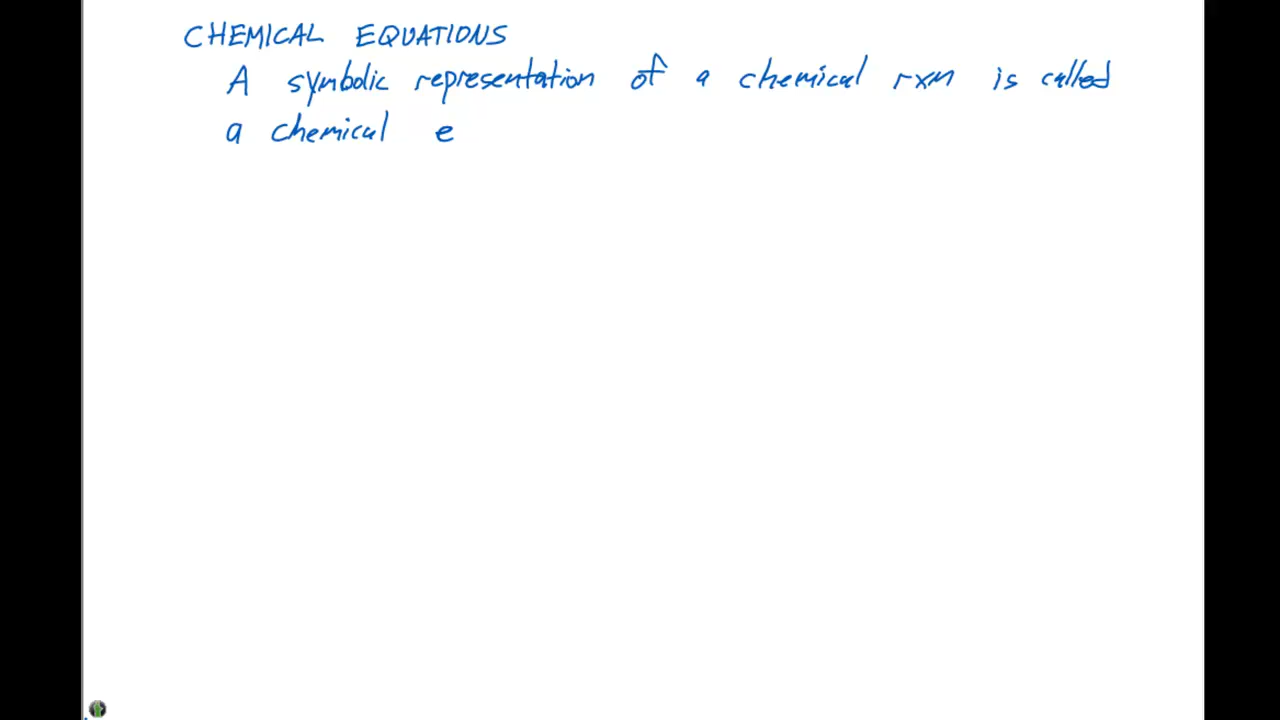 CHEMICAL EQUATIONS
A symbolic representation of a chemical rxn is called
a chemical e